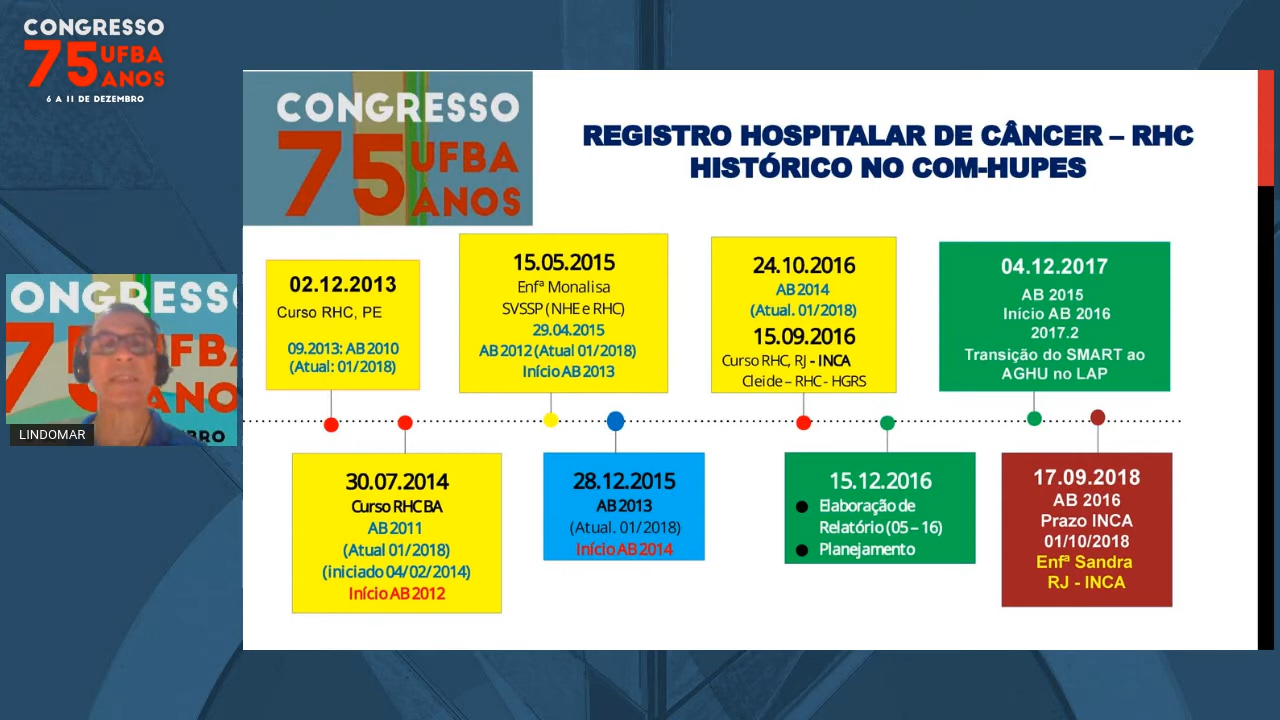 CONGRESSO
75 UFBA
ANOS
6 A 11 DE DEZEMBRO
CONGRESSO
75 UFBA
ANOS
REGISTRO HOSPITALAR DE CÂNCER – RHC
HISTÓRICO NO COM-HUPES
02.12.2013
Curso RHC, PE
09.2013: AB 2010
(Atual: 01/2018)
15.05.2015
Enfª Monalisa
SVSSP (NHE e RHC)
29.04.2015
AB 2012 (Atual 01/2018)
Início AB 2013
24.10.2016
AB 2014
(Atual. 01/2018)
15.09.2016
Curso RHC, RJ - INCA
Cleide – RHC - HGRS
04.12.2017
AB 2015
Início AB 2016
2017.2
Transição do SMART ao
AGHU no LAP
30.07.2014
Curso RHC BA
AB 2011
(Atual 01/2018)
(iniciado 04/02/2014)
Início AB 2012
28.12.2015
AB 2013
(Atual. 01/2018)
Início AB 2014
15.12.2016
● Elaboração de
Relatório (05 – 16)
● Planejamento
17.09.2018
AB 2016
Prazo INCA
01/10/2018
Enfª Sandra
RJ - INCA
ONGRESS
7 FB
ANO
BRO
LINDOMAR